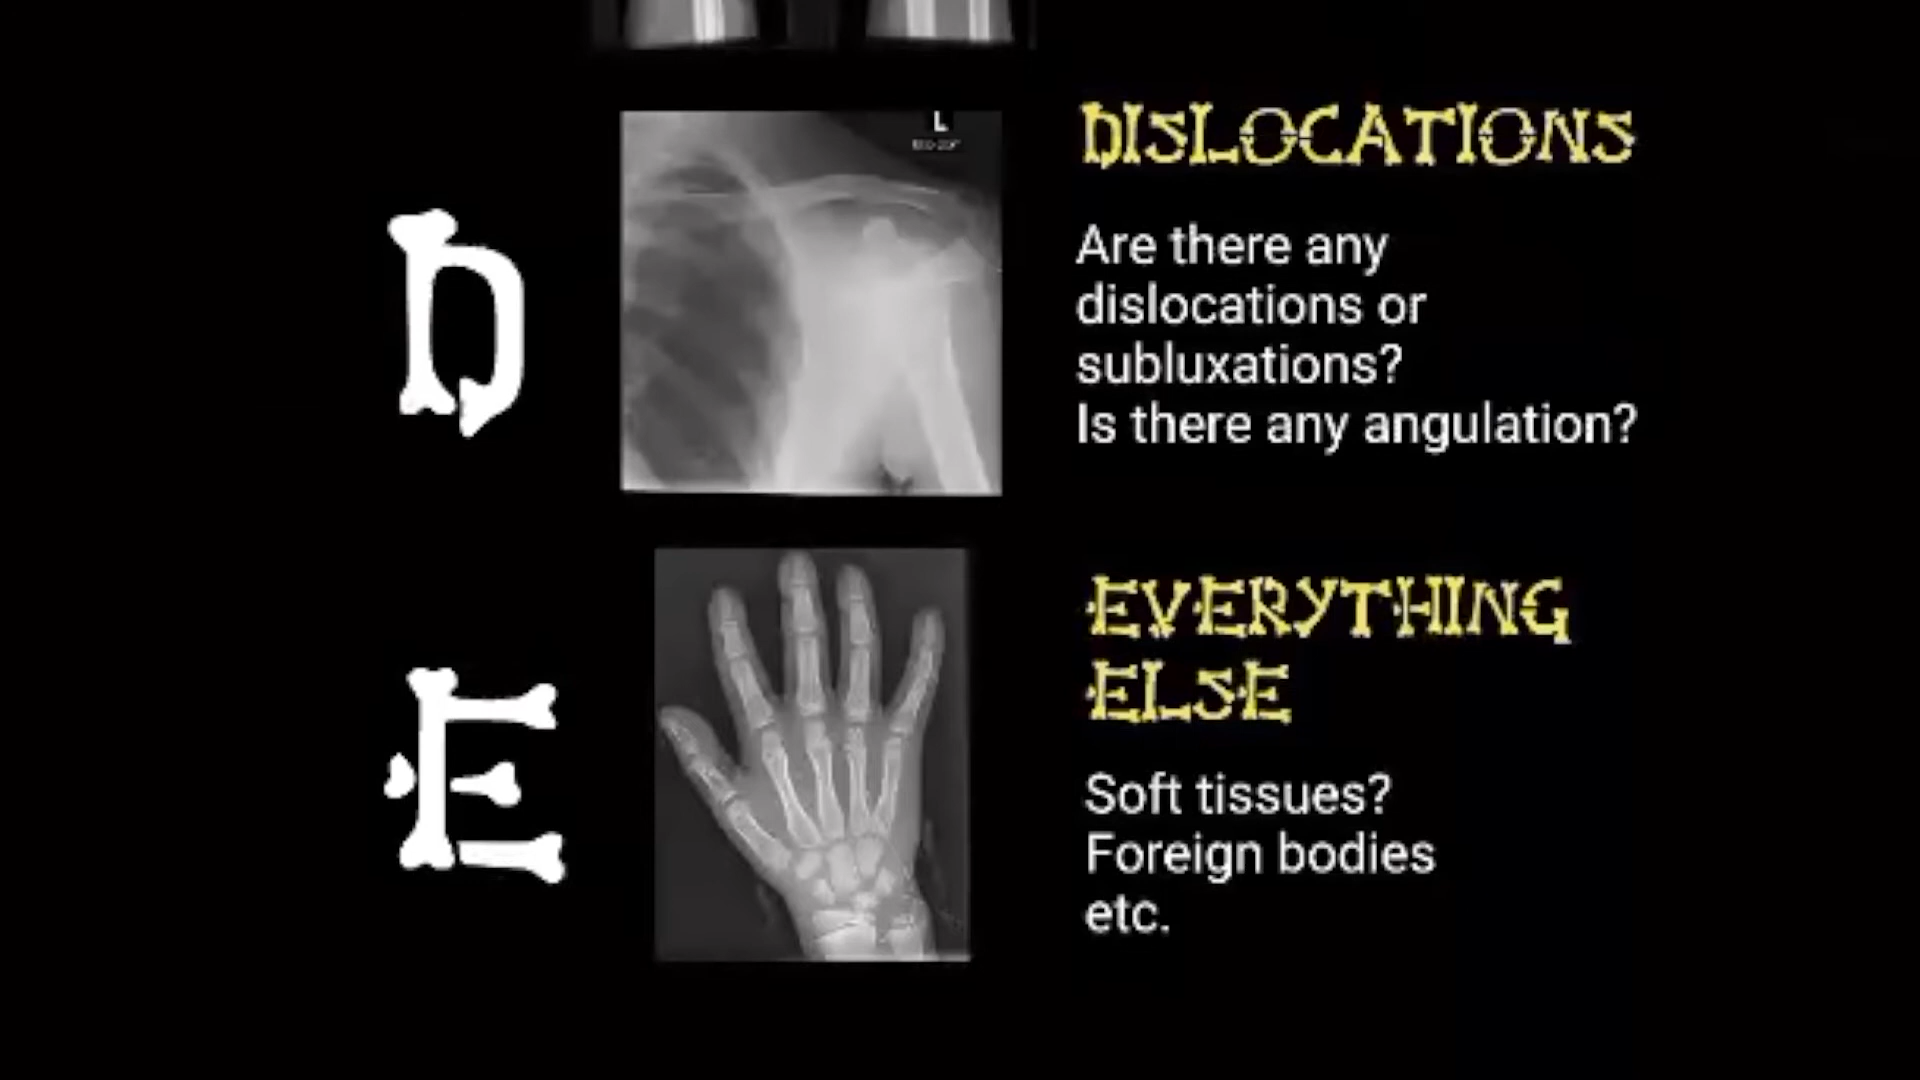 D
L
DISLOCATIONS
Are there any
dislocations or
subluxations?
Is there any angulation?
E
EVERYTHING
ELSE
Soft tissues?
Foreign bodies
etc.